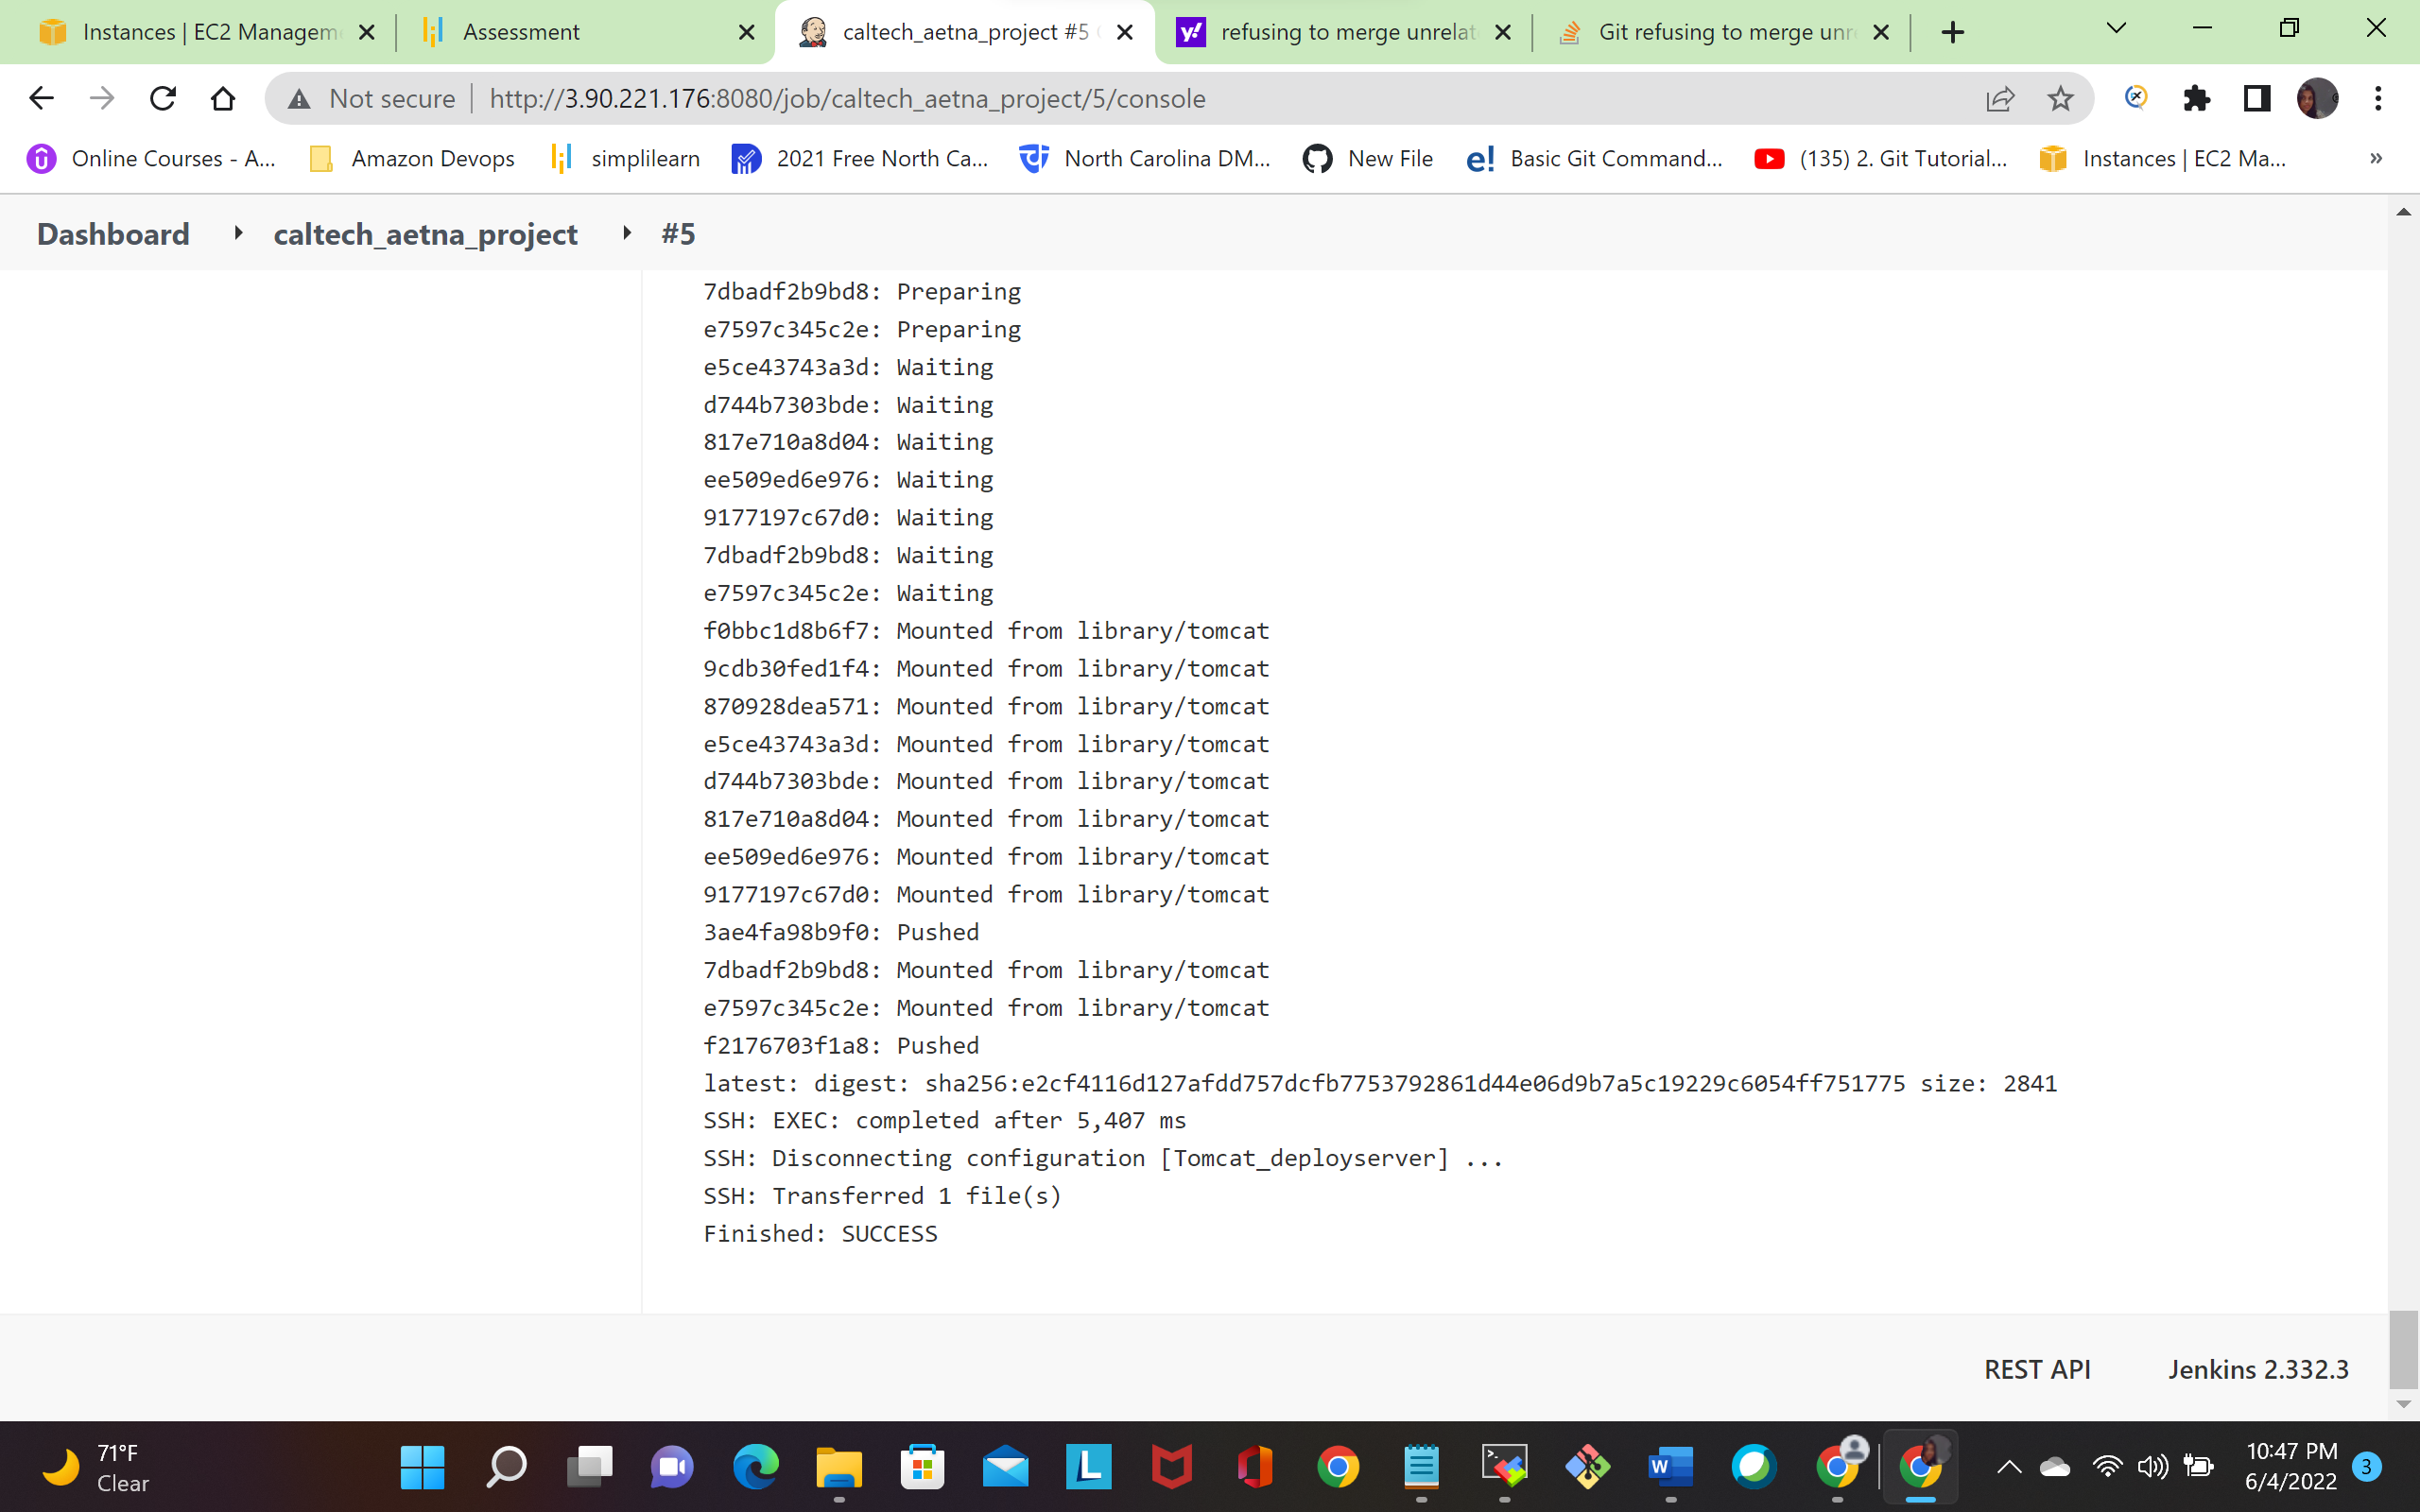 Instances | EC2 Managem
Assessment
caltech_aetna_project #5
refusing to merge unrelat
Git refusing to merge unr
Not secure
http://3.90.221.176:8080/job/caltech_aetna_project/5/console
Online Courses - A...
Amazon Devops
simplilearn
2021 Free North Ca...
North Carolina DM...
New File
e! Basic Git Command...
(135) 2. Git Tutorial...
Instances | EC2 Ma...
»
Dashboard
caltech_aetna_project
#5
7dbadf2b9bd8: Preparing
e7597c345c2e: Preparing
e5ce43743a3d: Waiting
d744b7303bde: Waiting
817e710a8d04: Waiting
ee509ed6e976: Waiting
9177197c67d0: Waiting
7dbadf2b9bd8: Waiting
e7597c345c2e: Waiting
f0bbc1d8b6f7: Mounted from library/tomcat
9cdb30fed1f4: Mounted from library/tomcat
870928dea571: Mounted from library/tomcat
e5ce43743a3d: Mounted from library/tomcat
d744b7303bde: Mounted from library/tomcat
817e710a8d04: Mounted from library/tomcat
ee509ed6e976: Mounted from library/tomcat
9177197c67d0: Mounted from library/tomcat
3ae4fa98b9f0: Pushed
7dbadf2b9bd8: Mounted from library/tomcat
e7597c345c2e: Mounted from library/tomcat
f2176703f1a8: Pushed
latest: digest: sha256:e2cf4116d127afdd757dcfb7753792861d44e06d9b7a5c19229c6054ff751775 size: 2841
SSH: EXEC: completed after 5,407 ms
SSH: Disconnecting configuration [Tomcat_deployserver] ...
SSH: Transferred 1 file(s)
Finished: SUCCESS
REST API
Jenkins 2.332.3
71°F
Clear
10:47 PM
6/4/2022
3